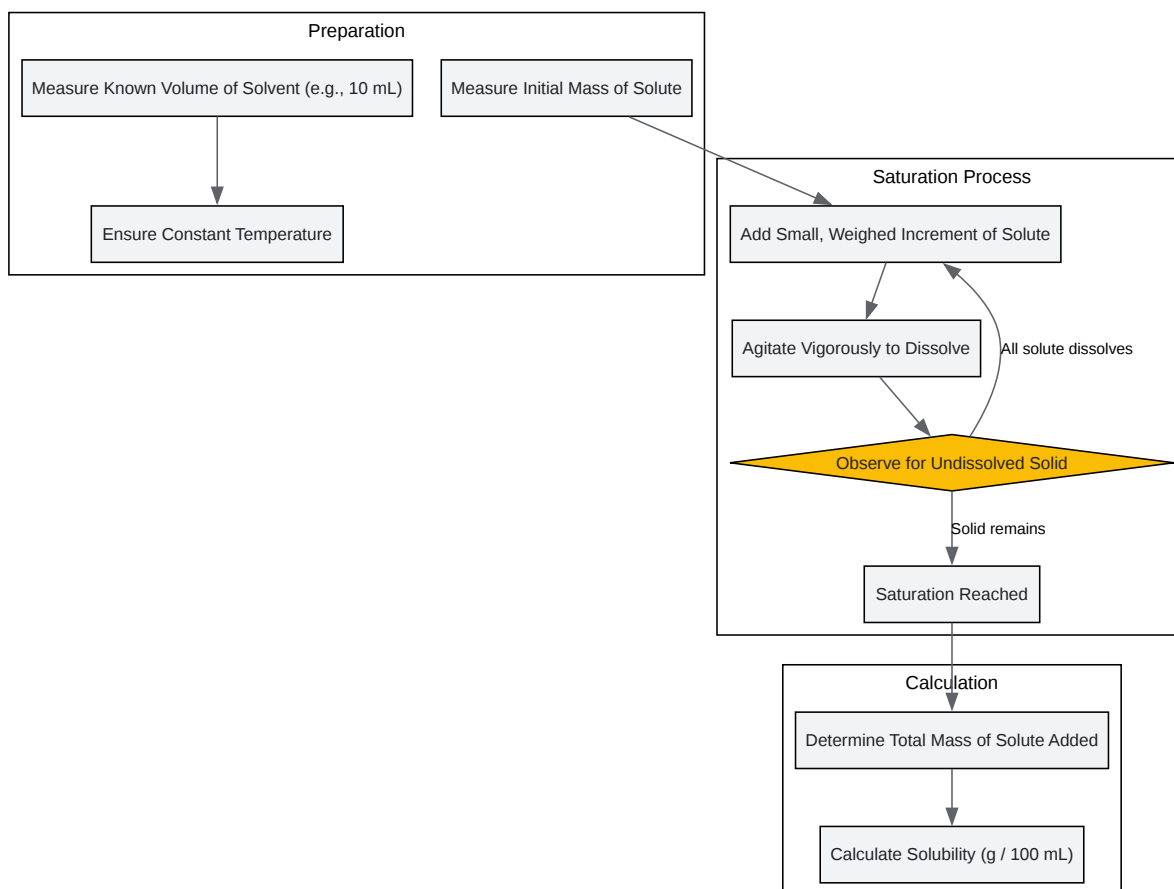 Preparation
Measure Known Volume of Solvent (e.g., 10 mL)
Measure Initial Mass of Solute
Ensure Constant Temperature
Saturation Process
Add Small, Weighed Increment of Solute
Agitate Vigorously to Dissolve
All solute dissolves
Observe for Undissolved Solid
Solid remains
Saturation Reached
Calculation
Determine Total Mass of Solute Added
Calculate Solubility (g / 100 mL)